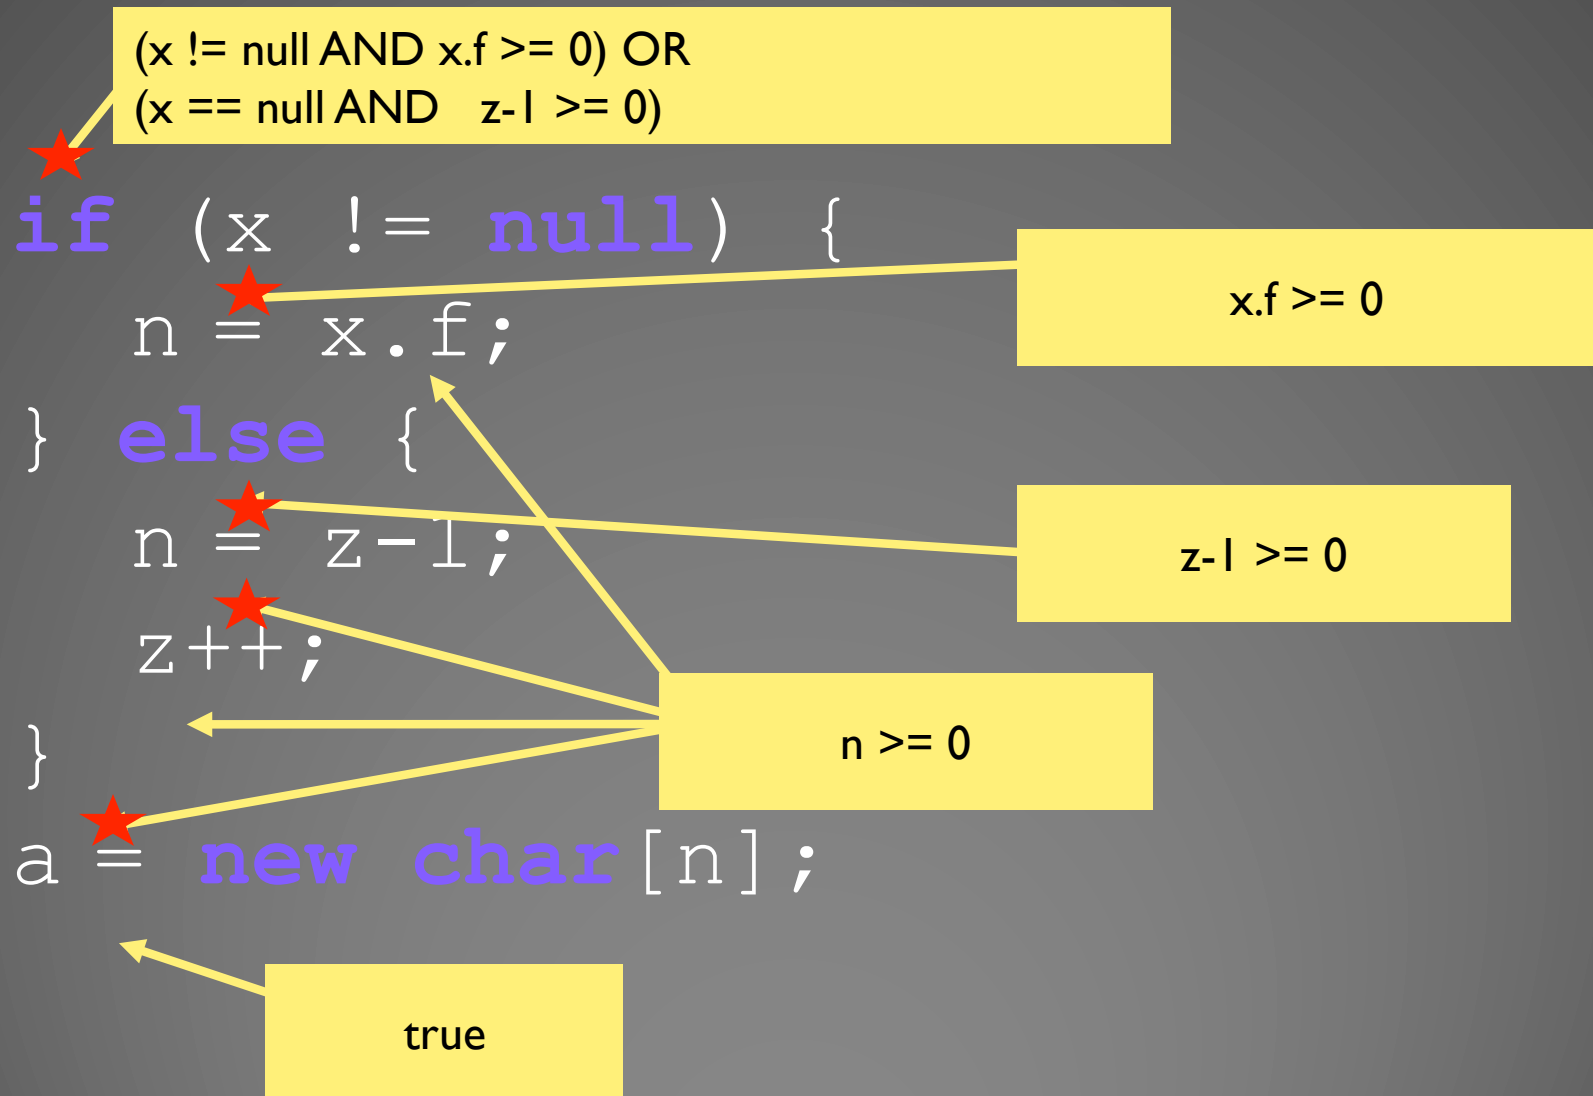 (x != null AND x.f >= 0) OR
(x == null AND z-1 >= 0)
if (x != null) {
x.f >= 0
n = x.f;
} else {
n = z-1;
z-1 >= 0
z++;
n >= 0
}
a = new char[n];
true